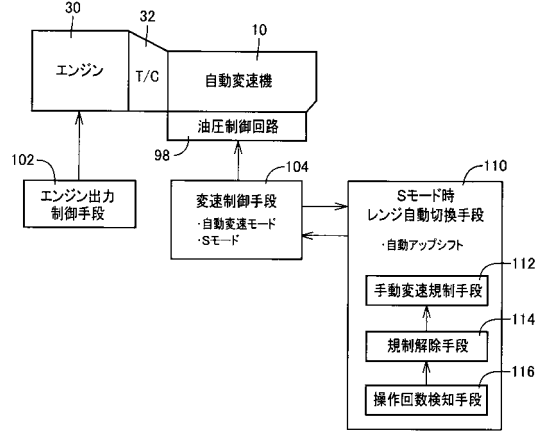 30
32
10
エンジン
T/C
自動変速機
油圧制御回路
98
102
エンジン出力
制御手段
104
変速制御手段
・自動変速モード
・Sモード
110
Sモード時
レンジ自動切換手段
・自動アップシフト
112
手動変速規制手段
114
規制解除手段
116
操作回数検知手段